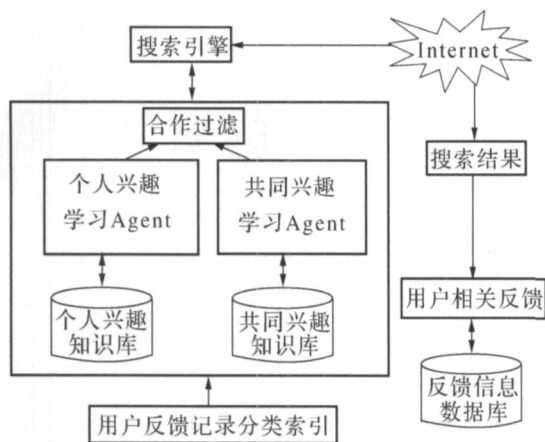 搜索引擎
Internet
合作过滤
搜索结果
个人兴趣
学习Agent
共同兴趣
学习Agent
用户相关反馈
个人兴趣
知识库
共同兴趣
知识库
反馈信息
数据库
用户反馈记录分类索引